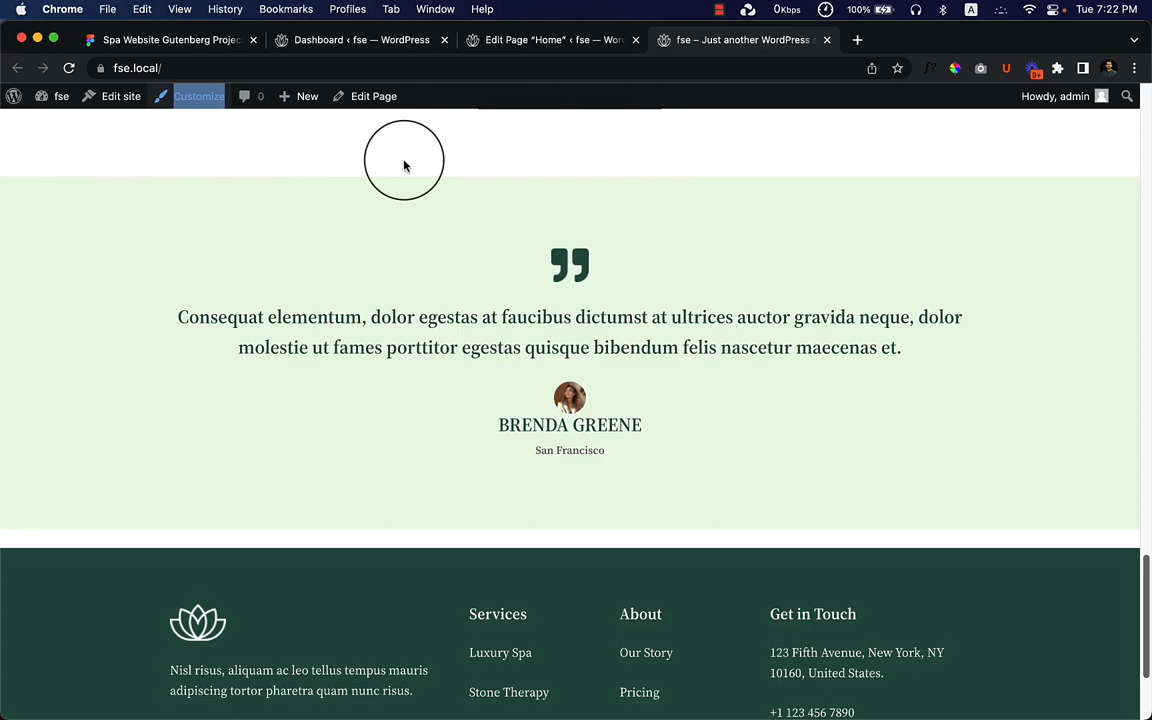 Chrome File Edit View History Bookmarks Profiles Tab Window Help 0Kbps 100% A Tue 7:22 PM
Spa Website Gutenberg Projec Dashboard ‹ fse — WordPress Edit Page “Home” ‹ fse — Wor fse – Just another WordPress s
fse.local/ f? U 9+
fse Edit site Customize 0 New Edit Page Howdy, admin
Consequat elementum, dolor egestas at faucibus dictumst at ultrices auctor gravida neque, dolor
molestie ut fames porttitor egestas quisque bibendum felis nascetur maecenas et.
BRENDA GREENE
San Francisco
Services About Get in Touch
Luxury Spa Our Story 123 Fifth Avenue, New York, NY
10160, United States.
Nisl risus, aliquam ac leo tellus tempus mauris
adipiscing tortor pharetra quam nunc risus.
Stone Therapy Pricing
+1 123 456 7890